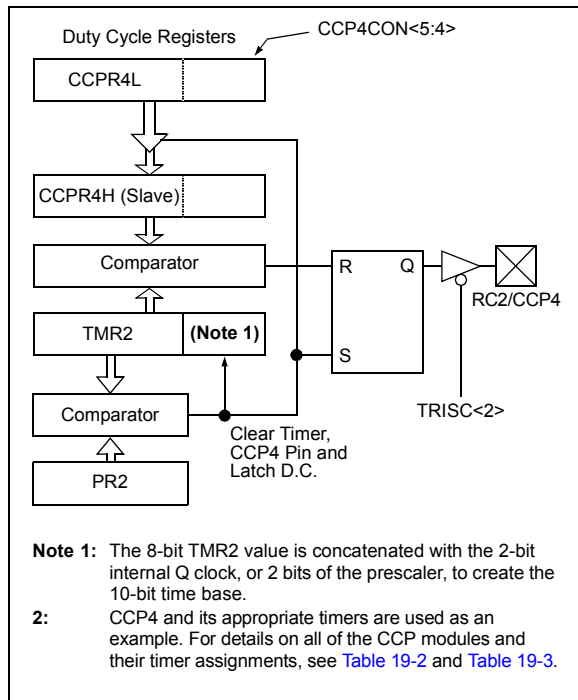 Duty Cycle Registers
CCP4CON<5:4>
CCPR4L
CCPR4H (Slave)
Comparator
R
Q
RC2/CCP4
TMR2
(Note 1)
S
Comparator
TRISC<2>
Clear Timer,
CCP4 Pin and
Latch D.C.
PR2
Note 1: The 8-bit TMR2 value is concatenated with the 2-bit
internal Q clock, or 2 bits of the prescaler, to create the
10-bit time base.
2: CCP4 and its appropriate timers are used as an
example. For details on all of the CCP modules and
their timer assignments, see Table 19-2 and Table 19-3.